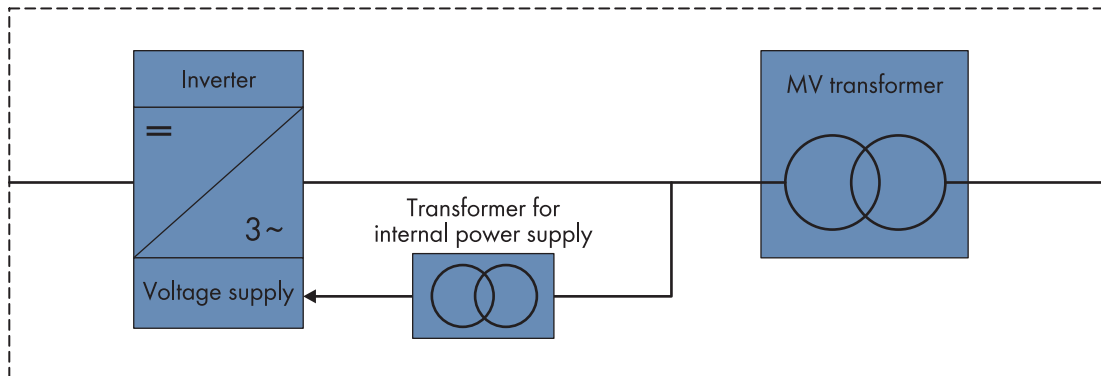 Inverter
=
3~
Voltage supply
Transformer for
internal power supply
MV transformer